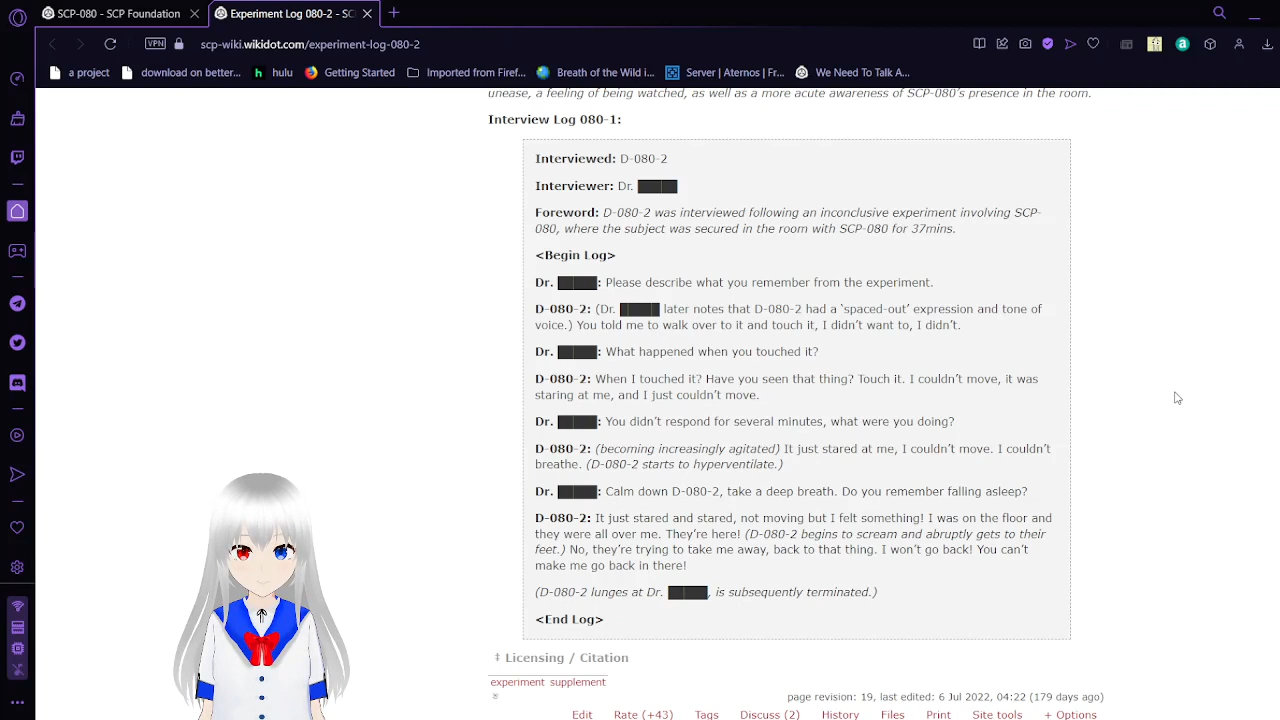 SCP-080 - SCP Foundation
Experiment Log 080-2 - SC
VPN
scp-wiki.wikidot.com/experiment-log-080-2
a project
download on better...
hulu
Getting Started
Imported from Firef...
Breath of the Wild i...
Server | Aternos | Fr...
We Need To Talk A...
unease, a feeling of being watched, as well as a more acute awareness of SCP-080's presence in the room.
Interview Log 080-1:
Interviewed: D-080-2
Interviewer: Dr. █████
Foreword: D-080-2 was interviewed following an inconclusive experiment involving SCP-
080, where the subject was secured in the room with SCP-080 for 37mins.
<Begin Log>
Dr. █████: Please describe what you remember from the experiment.
D-080-2: (Dr. █████ later notes that D-080-2 had a 'spaced-out' expression and tone of
voice.) You told me to walk over to it and touch it, I didn't want to, I didn't.
Dr. █████: What happened when you touched it?
D-080-2: When I touched it? Have you seen that thing? Touch it. I couldn't move, it was
staring at me, and I just couldn't move.
Dr. █████: You didn't respond for several minutes, what were you doing?
D-080-2: (becoming increasingly agitated) It just stared at me, I couldn't move. I couldn't
breathe. (D-080-2 starts to hyperventilate.)
Dr. █████: Calm down D-080-2, take a deep breath. Do you remember falling asleep?
D-080-2: It just stared and stared, not moving but I felt something! I was on the floor and
they were all over me. They're here! (D-080-2 begins to scream and abruptly gets to their
feet.) No, they're trying to take me away, back to that thing. I won't go back! You can't
make me go back in there!
(D-080-2 lunges at Dr. █████, is subsequently terminated.)
<End Log>
‡ Licensing / Citation
experiment supplement
page revision: 19, last edited: 6 Jul 2022, 04:22 (179 days ago)
Edit
Rate (+43)
Tags
Discuss (2)
History
Files
Print
Site tools
+ Options